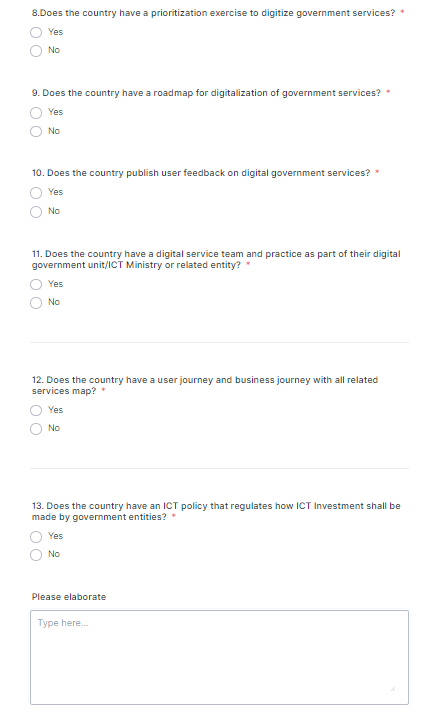 8.Does the country have a prioritization exercise to digitize government services? *
Yes
No
9. Does the country have a roadmap for digitalization of government services? *
Yes
No
10. Does the country publish user feedback on digital government services? *
Yes
No
11. Does the country have a digital service team and practice as part of their digital
government unit/ICT Ministry or related entity? *
Yes
No
12. Does the country have a user journey and business journey with all related
services map? *
Yes
No
13. Does the country have an ICT policy that regulates how ICT Investment shall be
made by government entities? *
Yes
No
Please elaborate
Type here...